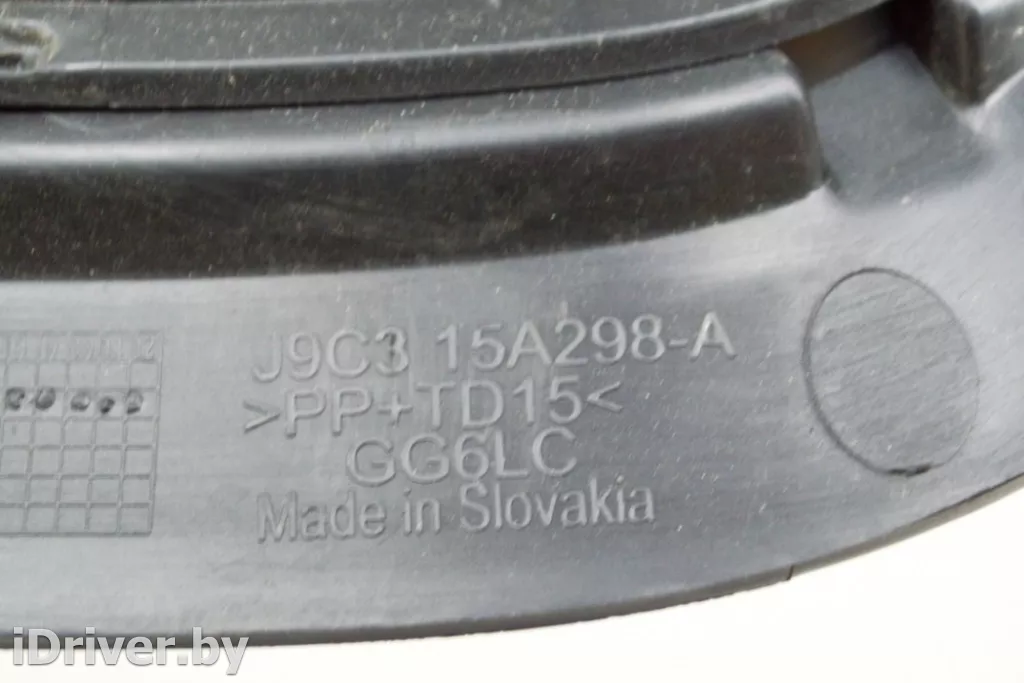 J9C3 15A298-A
>PP+TD15<
GG6LC
Made in Slovakia
iDriver.by